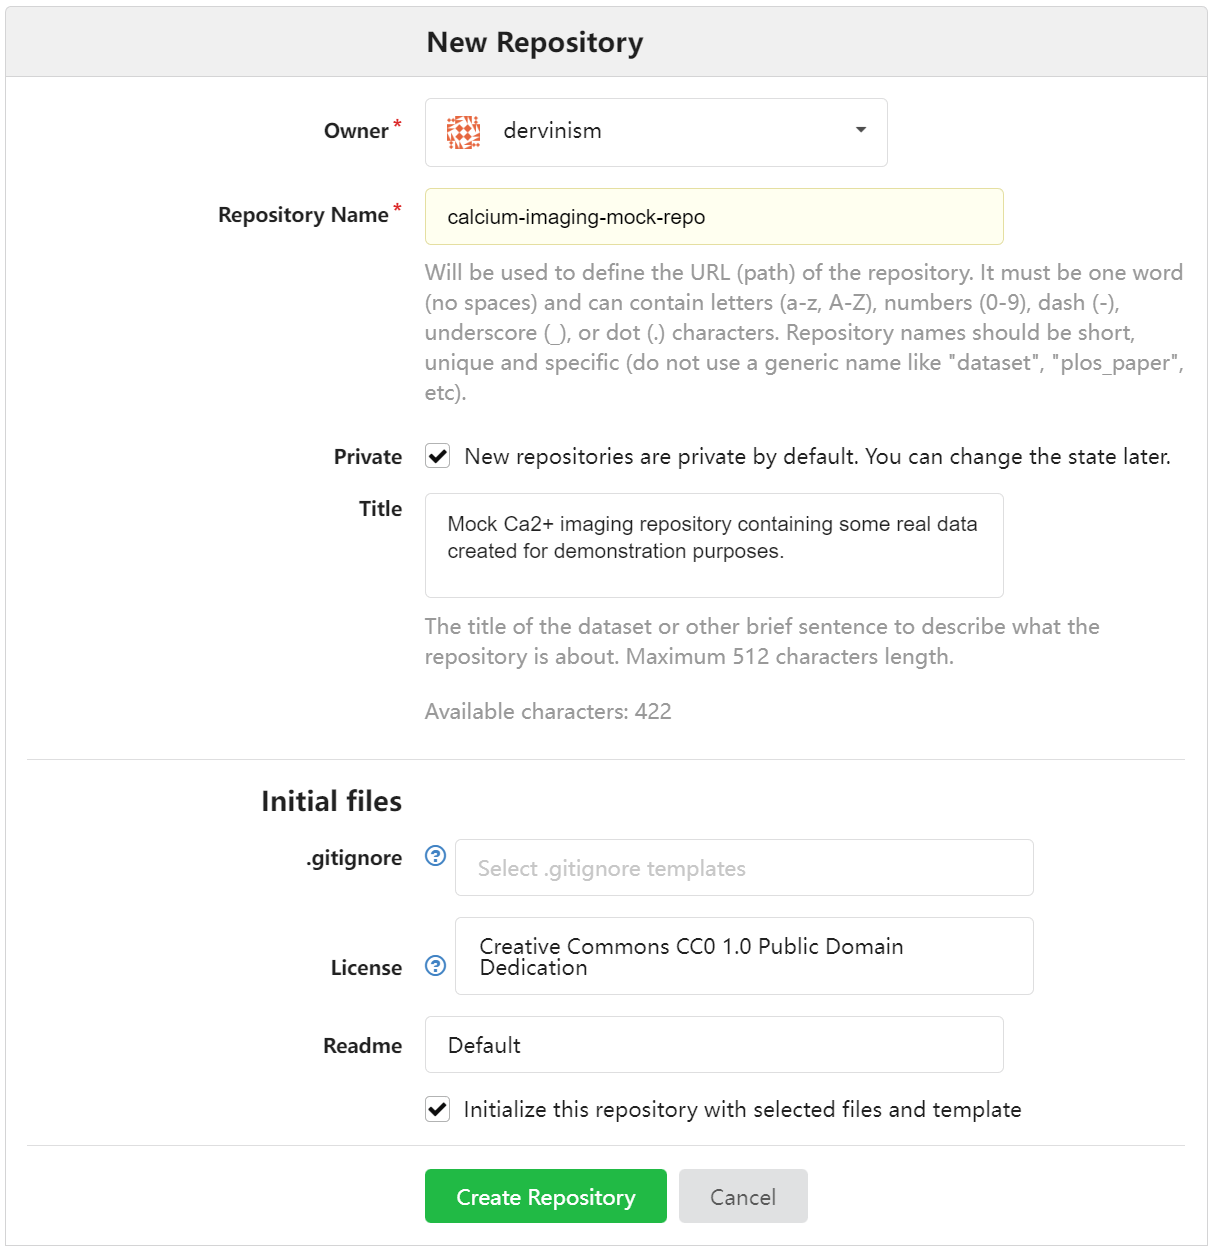 New Repository
Owner*
dervinism
Repository Name*
calcium-imaging-mock-repo
Will be used to define the URL (path) of the repository. It must be one word
(no spaces) and can contain letters (a-z, A-Z), numbers (0-9), dash (-),
underscore (_), or dot (.) characters. Repository names should be short,
unique and specific (do not use a generic name like "dataset", "plos_paper",
etc).
Private
New repositories are private by default. You can change the state later.
Title
Mock Ca2+ imaging repository containing some real data
created for demonstration purposes.
The title of the dataset or other brief sentence to describe what the
repository is about. Maximum 512 characters length.
Available characters: 422
Initial files
.gitignore
Select .gitignore templates
License
Creative Commons CC0 1.0 Public Domain
Dedication
Readme
Default
Initialize this repository with selected files and template
Create Repository
Cancel